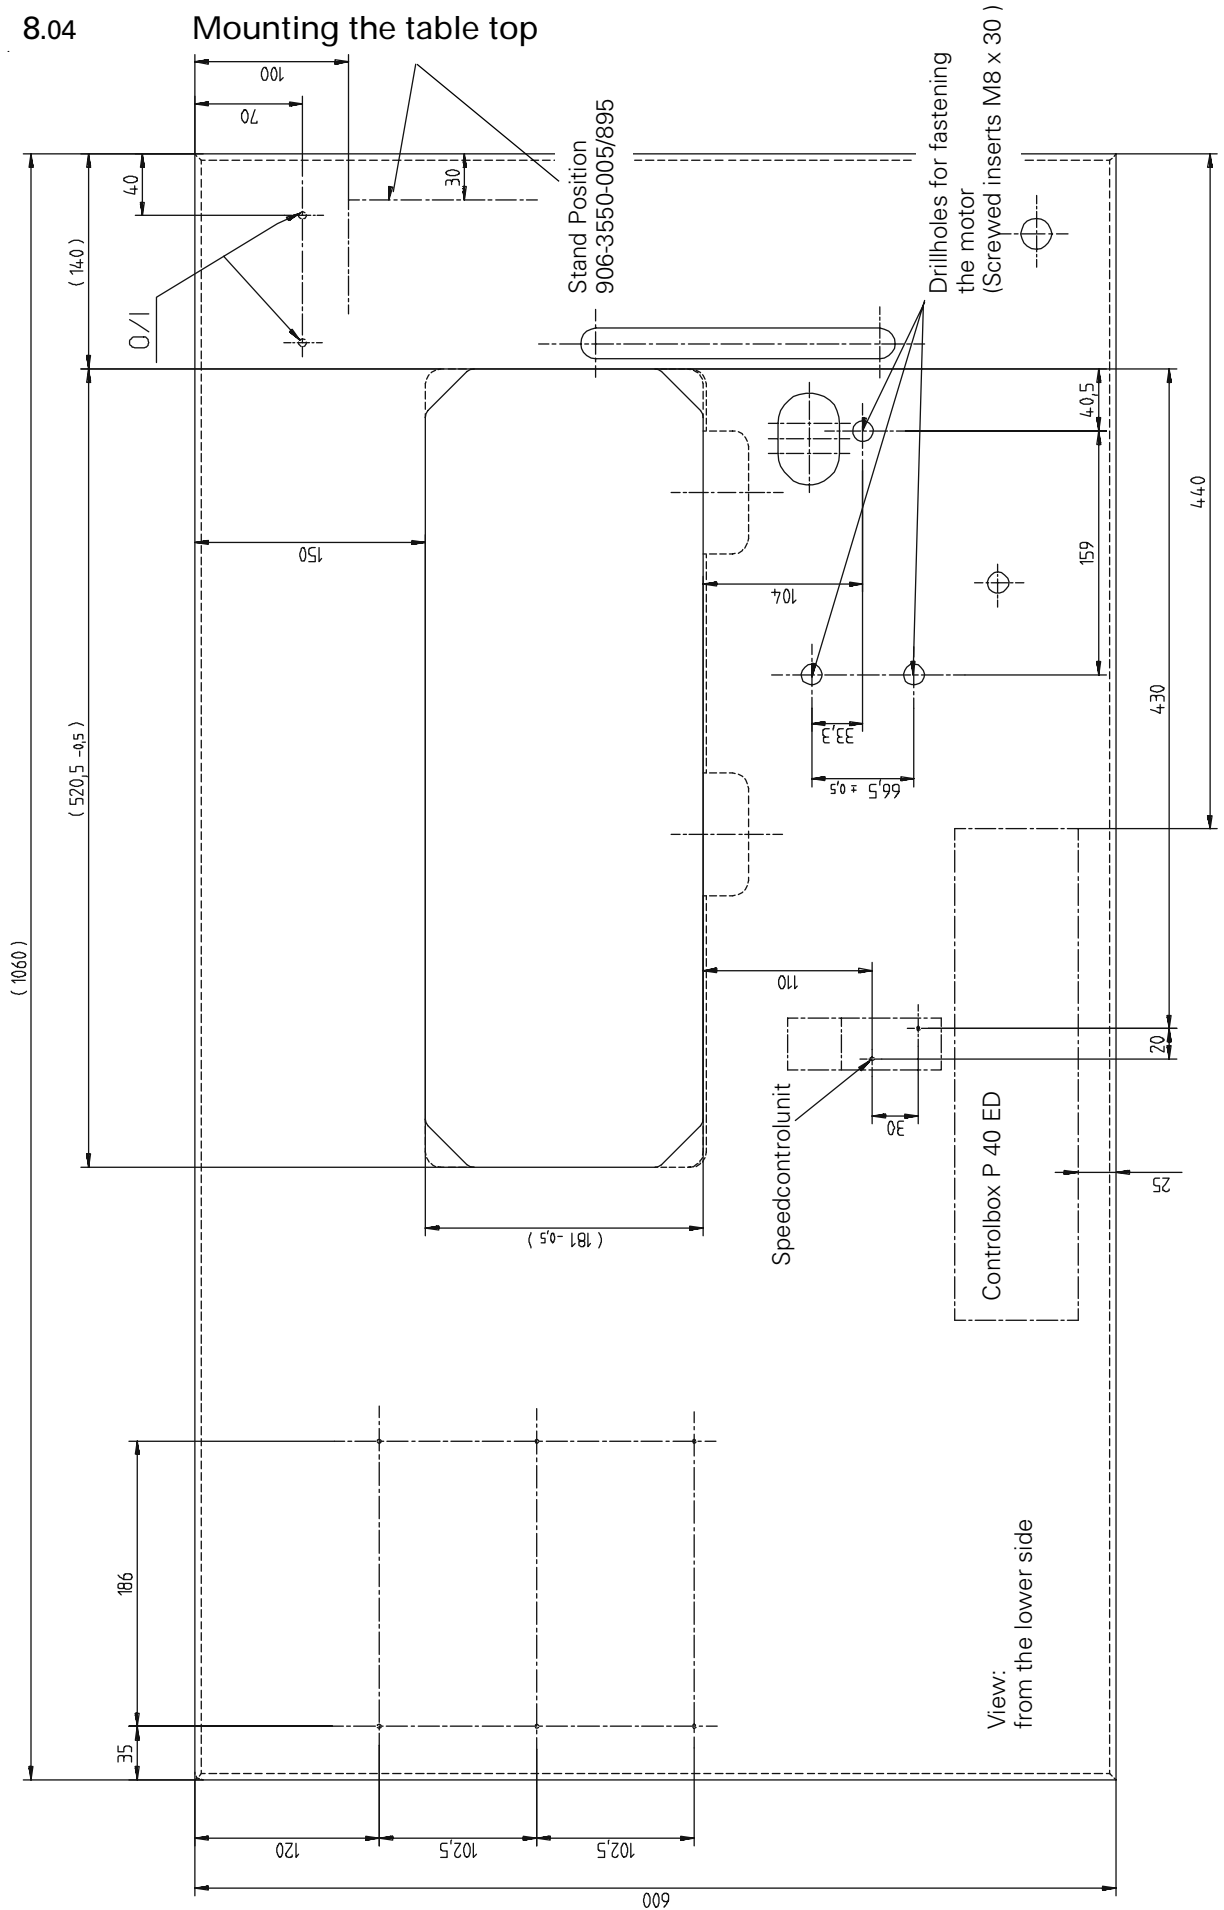 8.04 Mounting the table top
100
70
40
30
( 140 )
O/I
Stand Position
906-3550-005/895
Drillholes for fastening
the motor
(Screwed inserts M8 x 30 )
40,5
440
150
159
104
430
33,3
66,5 ± 0,5
( 520,5 -0,5 )
( 1060 )
110
20
Speedcontrolunit
30
Controlbox P 40 ED
25
( 181 -0,5 )
186
35
View:
from the lower side
120
102,5
102,5
600